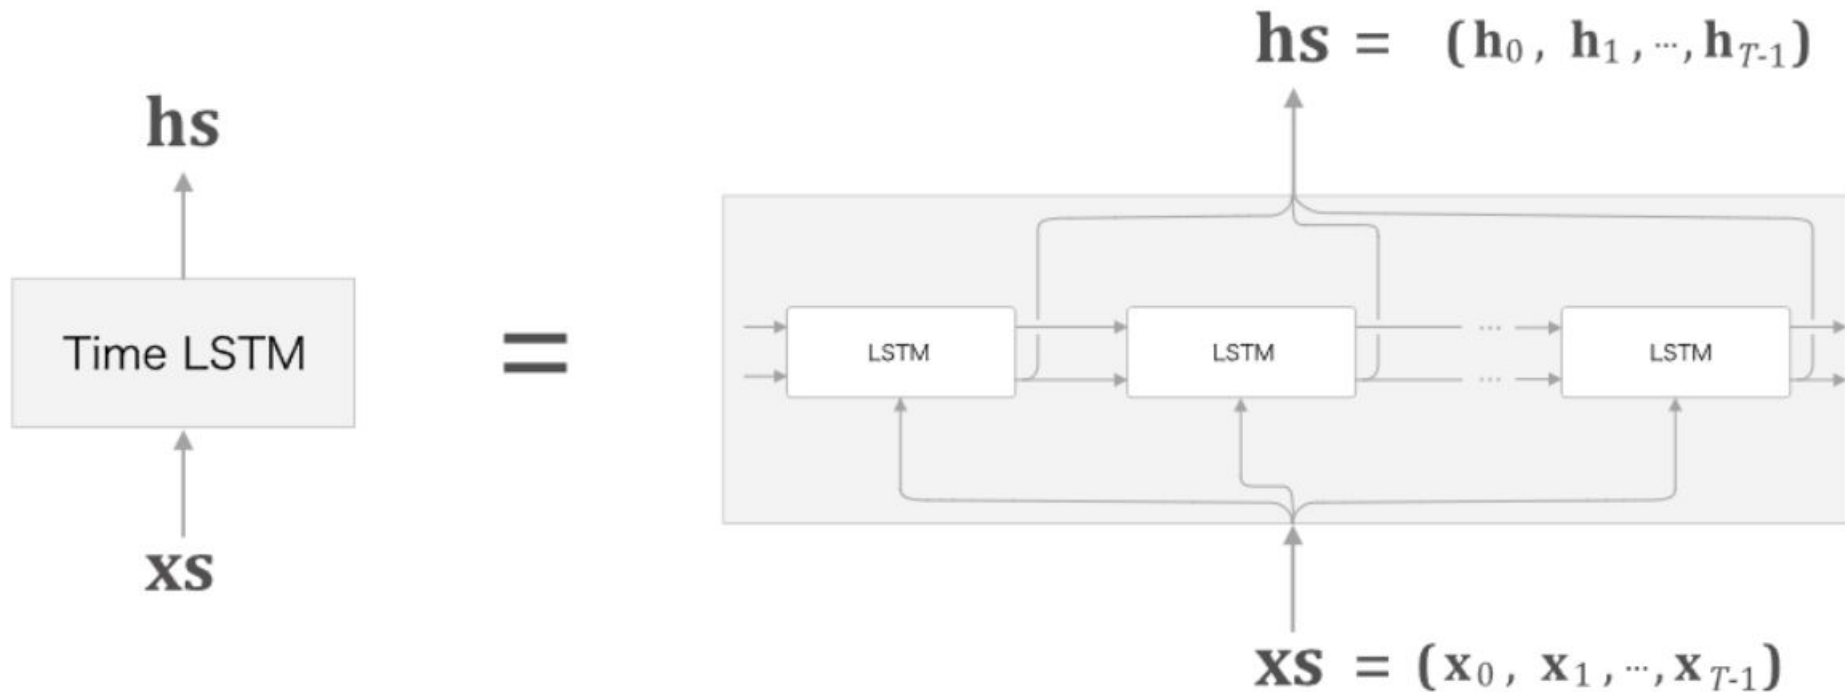 hs = (h0, h1, ..., hT-1)
hs
Time LSTM
=
LSTM
LSTM
...
...
LSTM
xs
xs = (x0, x1, ..., xT-1)